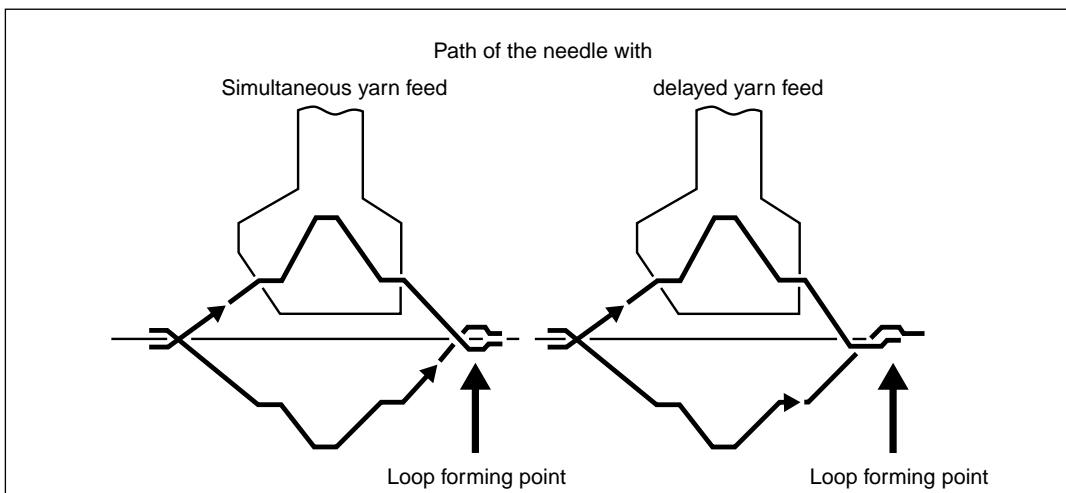 Path of the needle with
Simultaneous yarn feed
delayed yarn feed
Loop forming point
Loop forming point